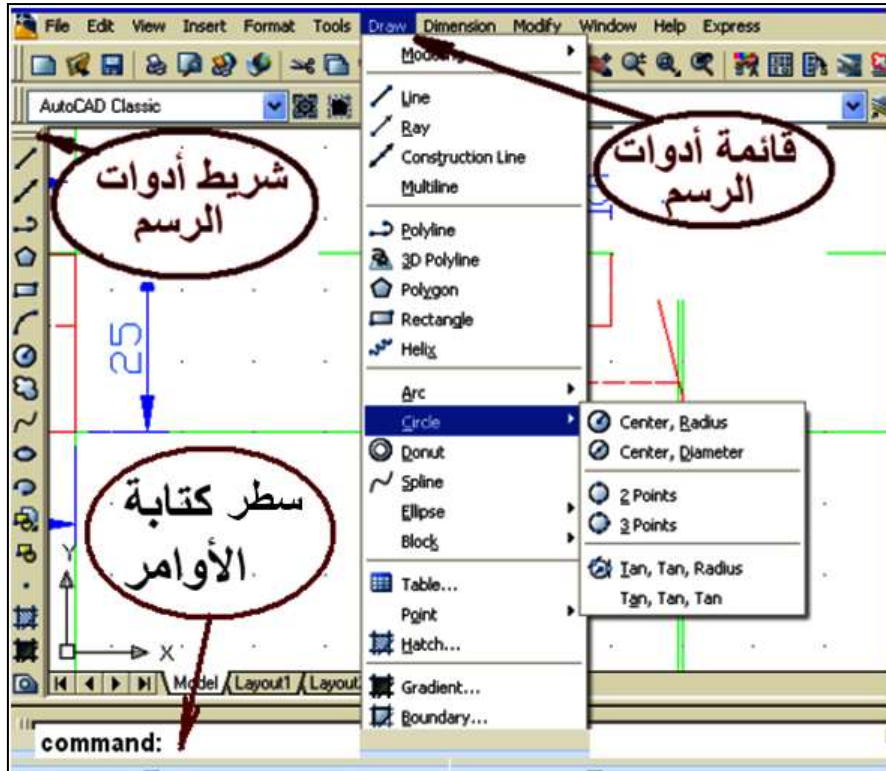 File Edit View Insert Format Tools Draw Dimension Modify Window Help Express
AutoCAD Classic
قائمة أدوات
الرسم
شريط أدوات
الرسم
Line
Ray
Construction Line
Multiline
Polyline
3D Polyline
Polygon
Rectangle
Helix
Arc
Circle
Donut
Spline
Ellipse
Block
Table...
Point
Hatch...
Gradient...
Boundary...
Center, Radius
Center, Diameter
2 Points
3 Points
Tan, Tan, Radius
Tan, Tan, Tan
25
سطر كتابة
الأوامر
Y
X
Model Layout1
command: